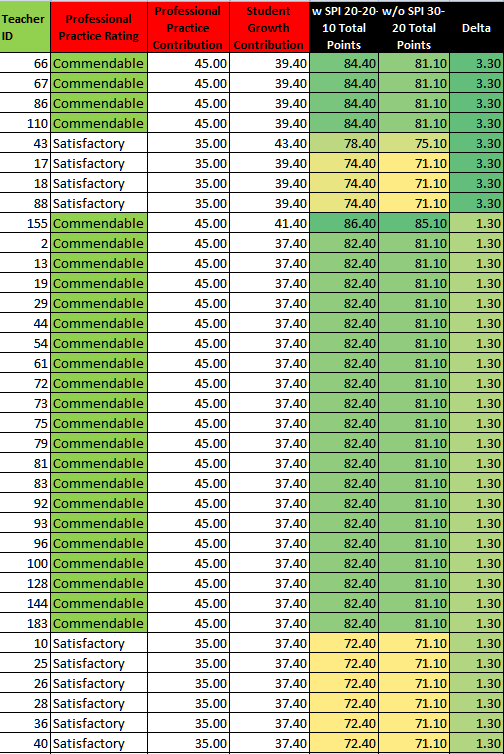 Teacher ID Professional Practice Rating Professional Practice Contribution Student Growth Contribution w SPI 20-20-10 Total Points w/o SPI 30-20 Total Points Delta
66 Commendable 45.00 39.40 84.40 81.10 3.30
67 Commendable 45.00 39.40 84.40 81.10 3.30
86 Commendable 45.00 39.40 84.40 81.10 3.30
110 Commendable 45.00 39.40 84.40 81.10 3.30
43 Satisfactory 35.00 43.40 78.40 75.10 3.30
17 Satisfactory 35.00 39.40 74.40 71.10 3.30
18 Satisfactory 35.00 39.40 74.40 71.10 3.30
88 Satisfactory 35.00 39.40 74.40 71.10 3.30
155 Commendable 45.00 41.40 86.40 85.10 1.30
2 Commendable 45.00 37.40 82.40 81.10 1.30
13 Commendable 45.00 37.40 82.40 81.10 1.30
19 Commendable 45.00 37.40 82.40 81.10 1.30
29 Commendable 45.00 37.40 82.40 81.10 1.30
44 Commendable 45.00 37.40 82.40 81.10 1.30
54 Commendable 45.00 37.40 82.40 81.10 1.30
61 Commendable 45.00 37.40 82.40 81.10 1.30
72 Commendable 45.00 37.40 82.40 81.10 1.30
73 Commendable 45.00 37.40 82.40 81.10 1.30
75 Commendable 45.00 37.40 82.40 81.10 1.30
79 Commendable 45.00 37.40 82.40 81.10 1.30
81 Commendable 45.00 37.40 82.40 81.10 1.30
83 Commendable 45.00 37.40 82.40 81.10 1.30
92 Commendable 45.00 37.40 82.40 81.10 1.30
93 Commendable 45.00 37.40 82.40 81.10 1.30
96 Commendable 45.00 37.40 82.40 81.10 1.30
100 Commendable 45.00 37.40 82.40 81.10 1.30
128 Commendable 45.00 37.40 82.40 81.10 1.30
144 Commendable 45.00 37.40 82.40 81.10 1.30
183 Commendable 45.00 37.40 82.40 81.10 1.30
10 Satisfactory 35.00 37.40 72.40 71.10 1.30
25 Satisfactory 35.00 37.40 72.40 71.10 1.30
26 Satisfactory 35.00 37.40 72.40 71.10 1.30
28 Satisfactory 35.00 37.40 72.40 71.10 1.30
36 Satisfactory 35.00 37.40 72.40 71.10 1.30
40 Satisfactory 35.00 37.40 72.40 71.10 1.30